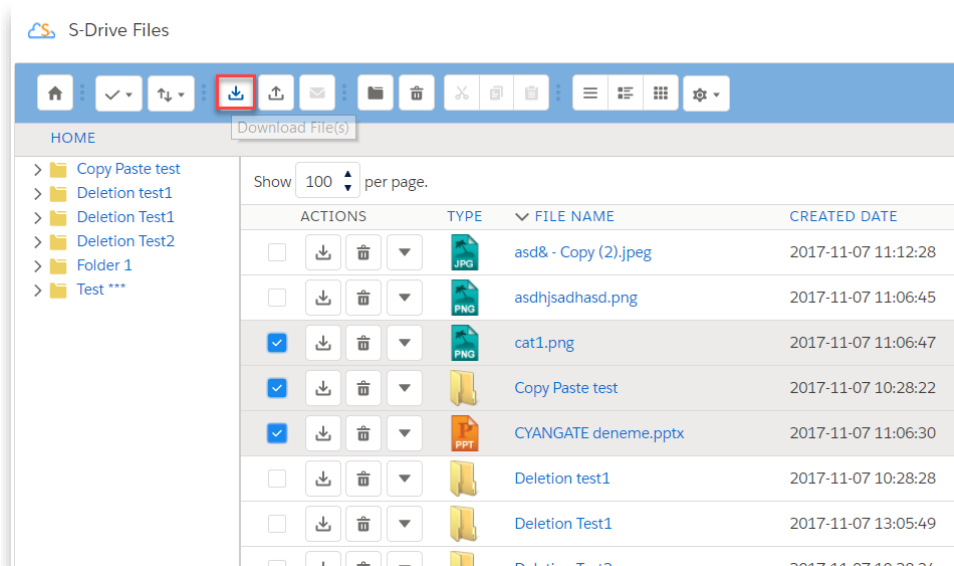 S-Drive Files
Download File(s)
HOME
Copy Paste test
Deletion test1
Deletion Test1
Deletion Test2
Folder 1
Test ***
Show 100 per page.
ACTIONS TYPE FILE NAME CREATED DATE
JPG asd& - Copy (2).jpeg 2017-11-07 11:12:28
PNG asdhjsadhasd.png 2017-11-07 11:06:45
PNG cat1.png 2017-11-07 11:06:47
Copy Paste test 2017-11-07 10:28:22
PPT CYANGATE deneme.pptx 2017-11-07 11:06:30
Deletion test1 2017-11-07 10:28:28
Deletion Test1 2017-11-07 13:05:49